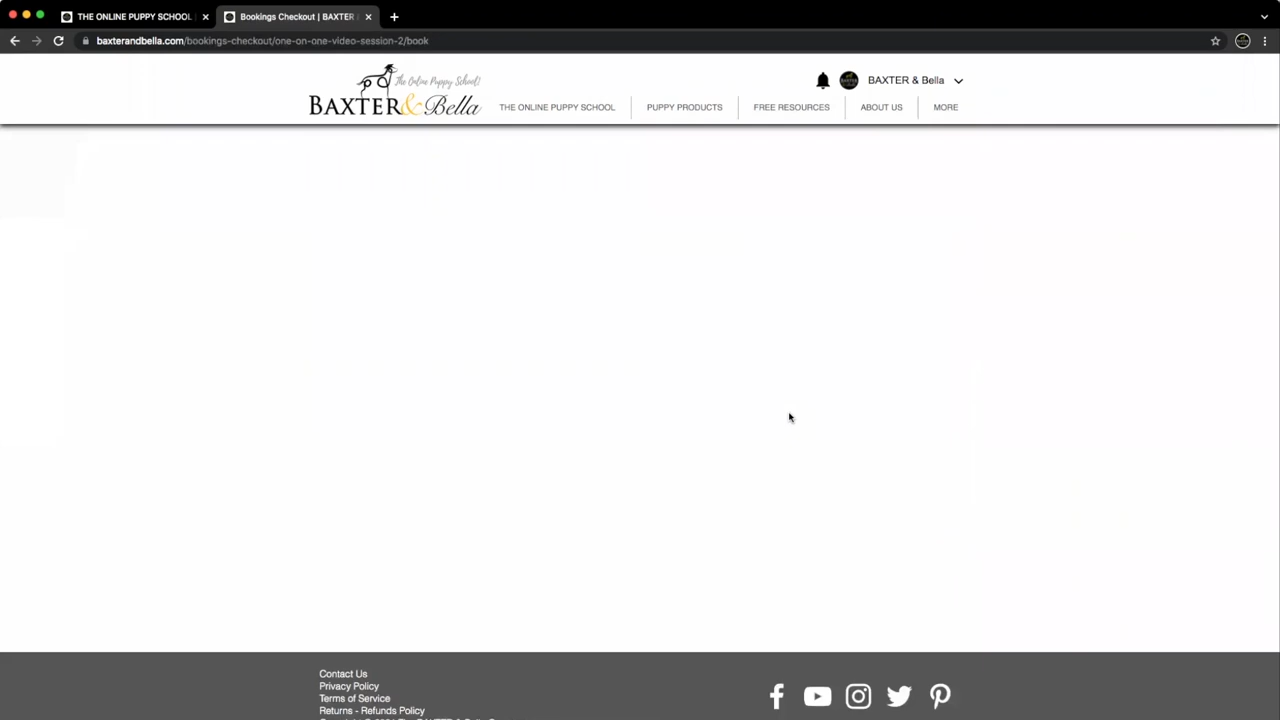 THE ONLINE PUPPY SCHOOL
Bookings Checkout | BAXTER
baxterandbella.com/bookings-checkout/one-on-one-video-session-2/book
The Online Puppy School!
BAXTER&Bella
BAXTER & Bella
THE ONLINE PUPPY SCHOOL
PUPPY PRODUCTS
FREE RESOURCES
ABOUT US
MORE
Contact Us
Privacy Policy
Terms of Service
Returns - Refunds Policy